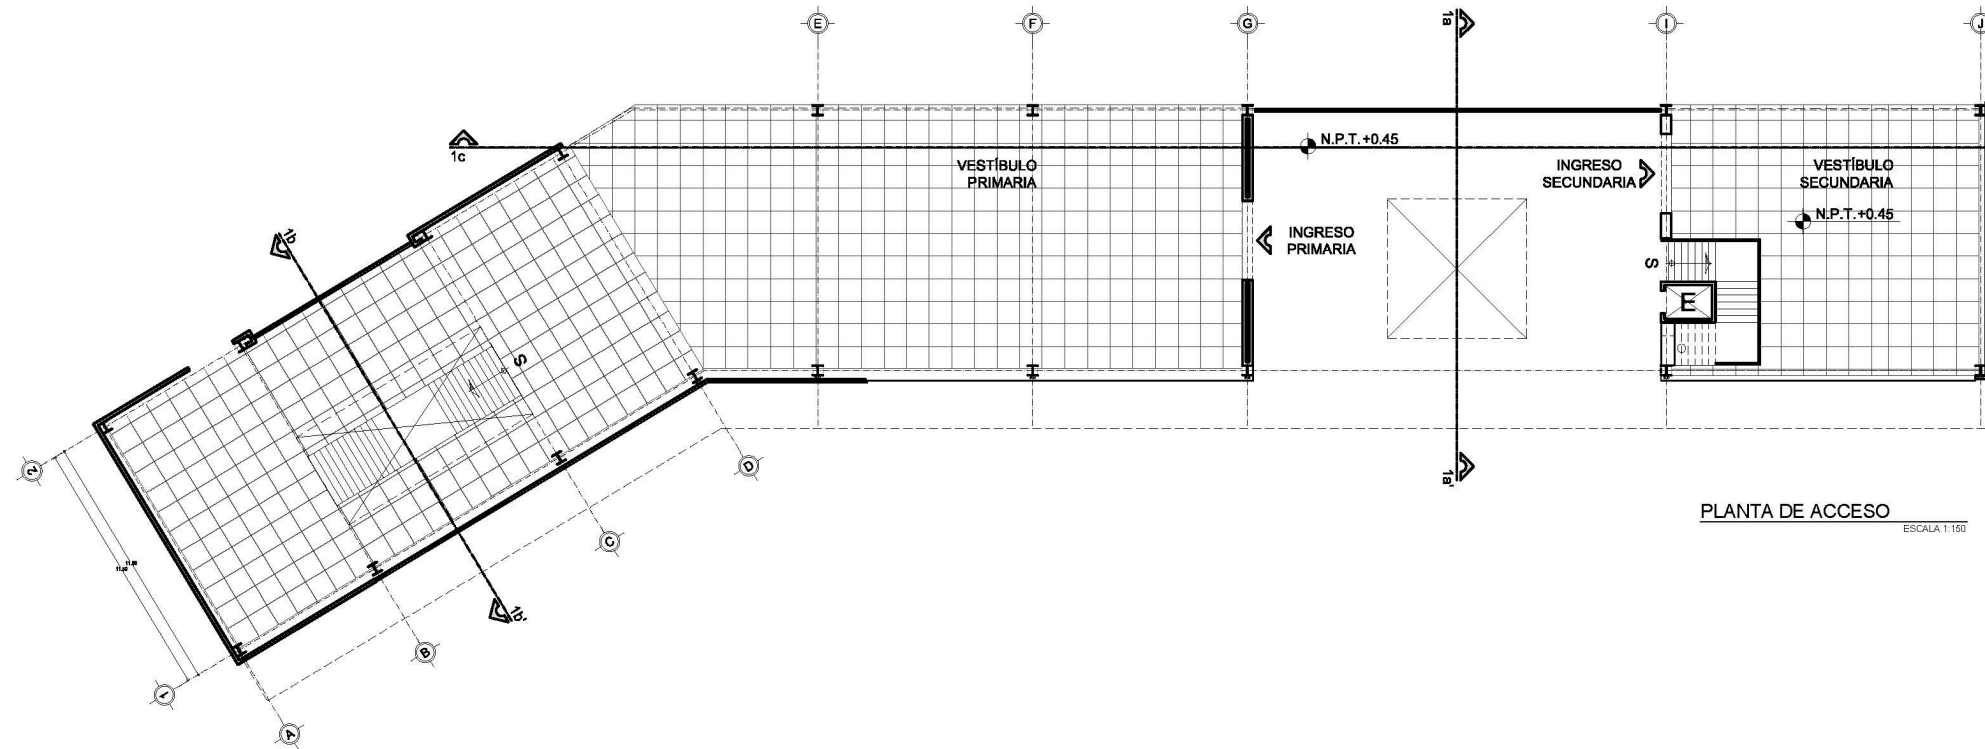 E
F
G
1a
I
J
1c
N.P.T.+0.45
VESTÍBULO
PRIMARIA
INGRESO
SECUNDARIA
VESTÍBULO
SECUNDARIA
N.P.T.+0.45
1b
INGRESO
PRIMARIA
S
E
S
2
D
1a'
C
PLANTA DE ACCESO
ESCALA 1:150
1b'
B
1
A